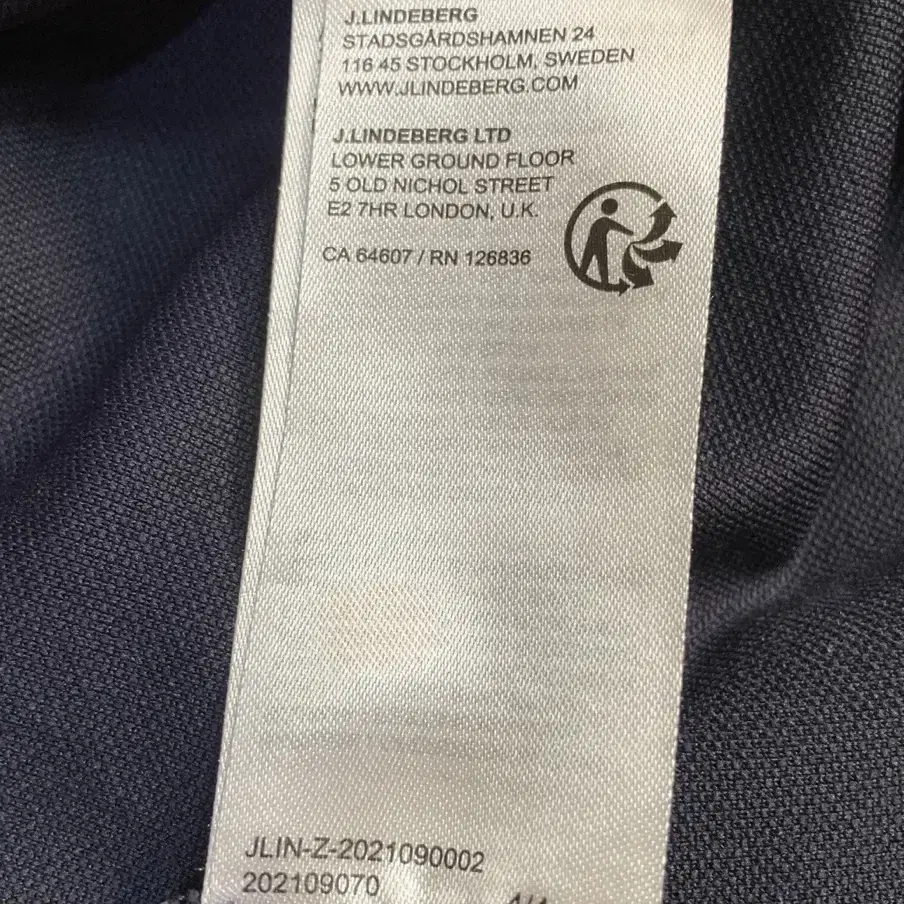 J.LINDEBERG
STADSGÅRDSHAMNEN 24
116 45 STOCKHOLM, SWEDEN
WWW.JLINDEBERG.COM
J.LINDEBERG LTD
LOWER GROUND FLOOR
5 OLD NICHOL STREET
E2 7HR LONDON, U.K.
CA 64607 / RN 126836
JLIN-Z-2021090002
202109070